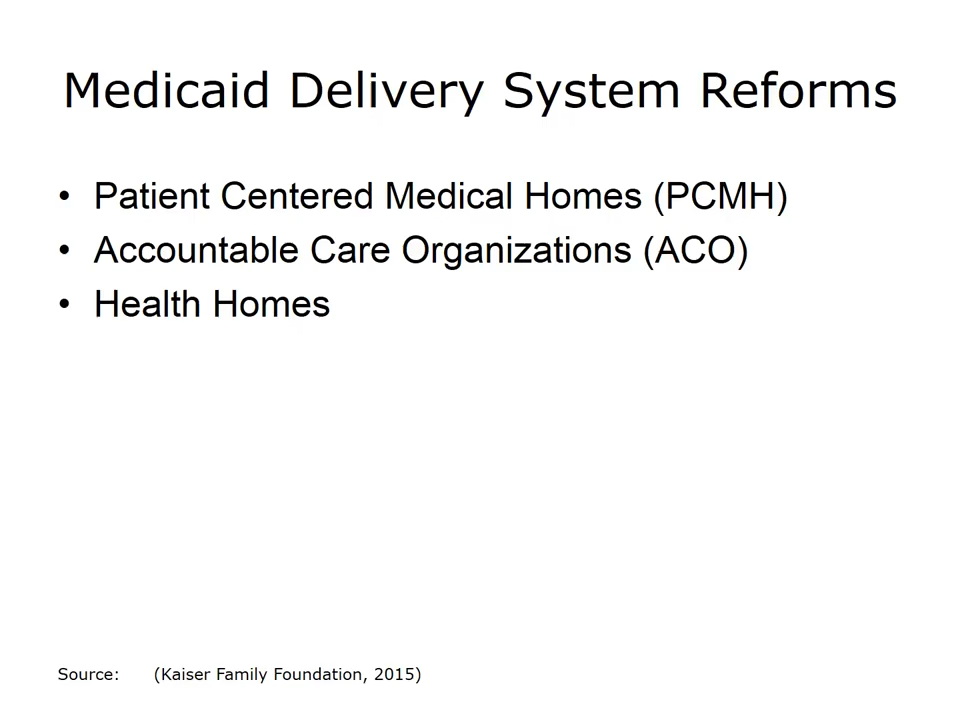 Medicaid Delivery System Reforms
• Patient Centered Medical Homes (PCMH)
• Accountable Care Organizations (ACO)
• Health Homes
Source: (Kaiser Family Foundation, 2015)